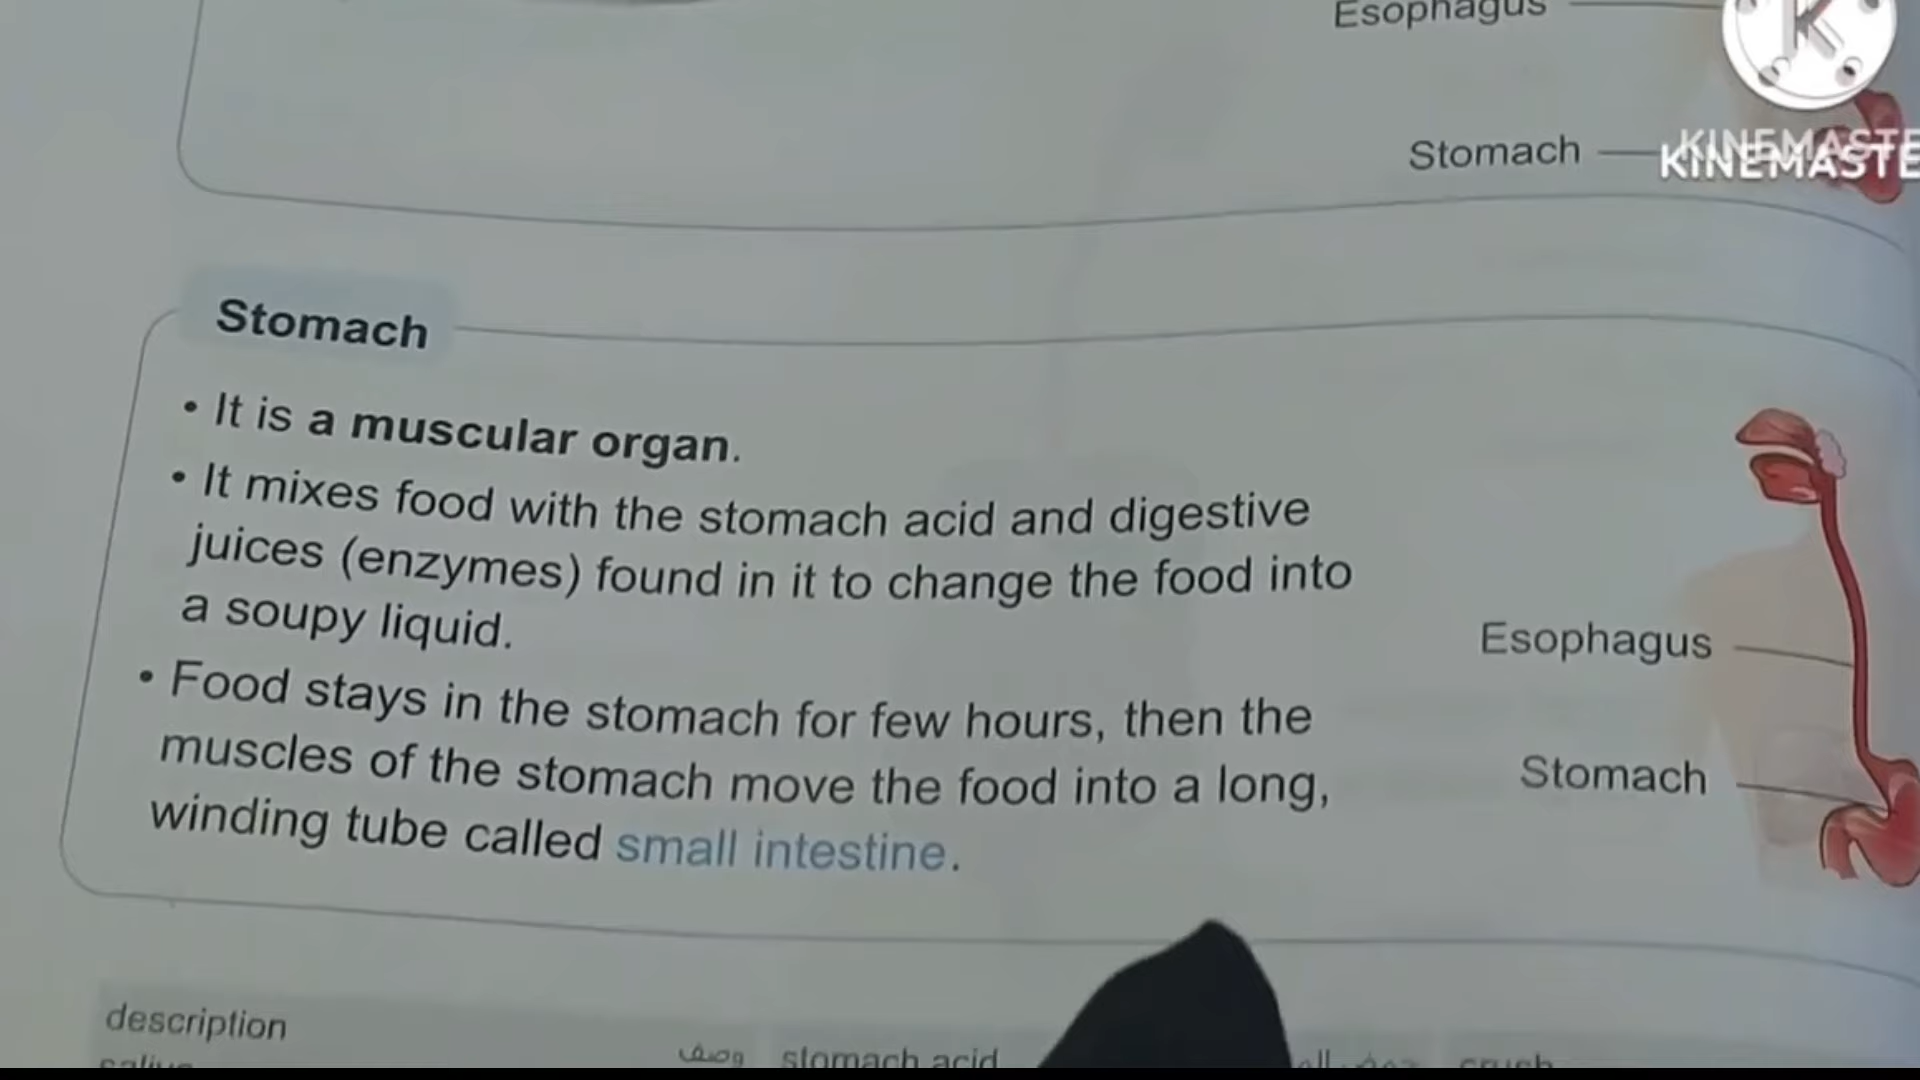 Esophagus
Stomach
KINEMASTE
Stomach
• It is a muscular organ.
• It mixes food with the stomach acid and digestive
juices (enzymes) found in it to change the food into
a soupy liquid.
• Food stays in the stomach for few hours, then the
muscles of the stomach move the food into a long,
winding tube called small intestine.
Esophagus
Stomach
description وصف
stomach acid